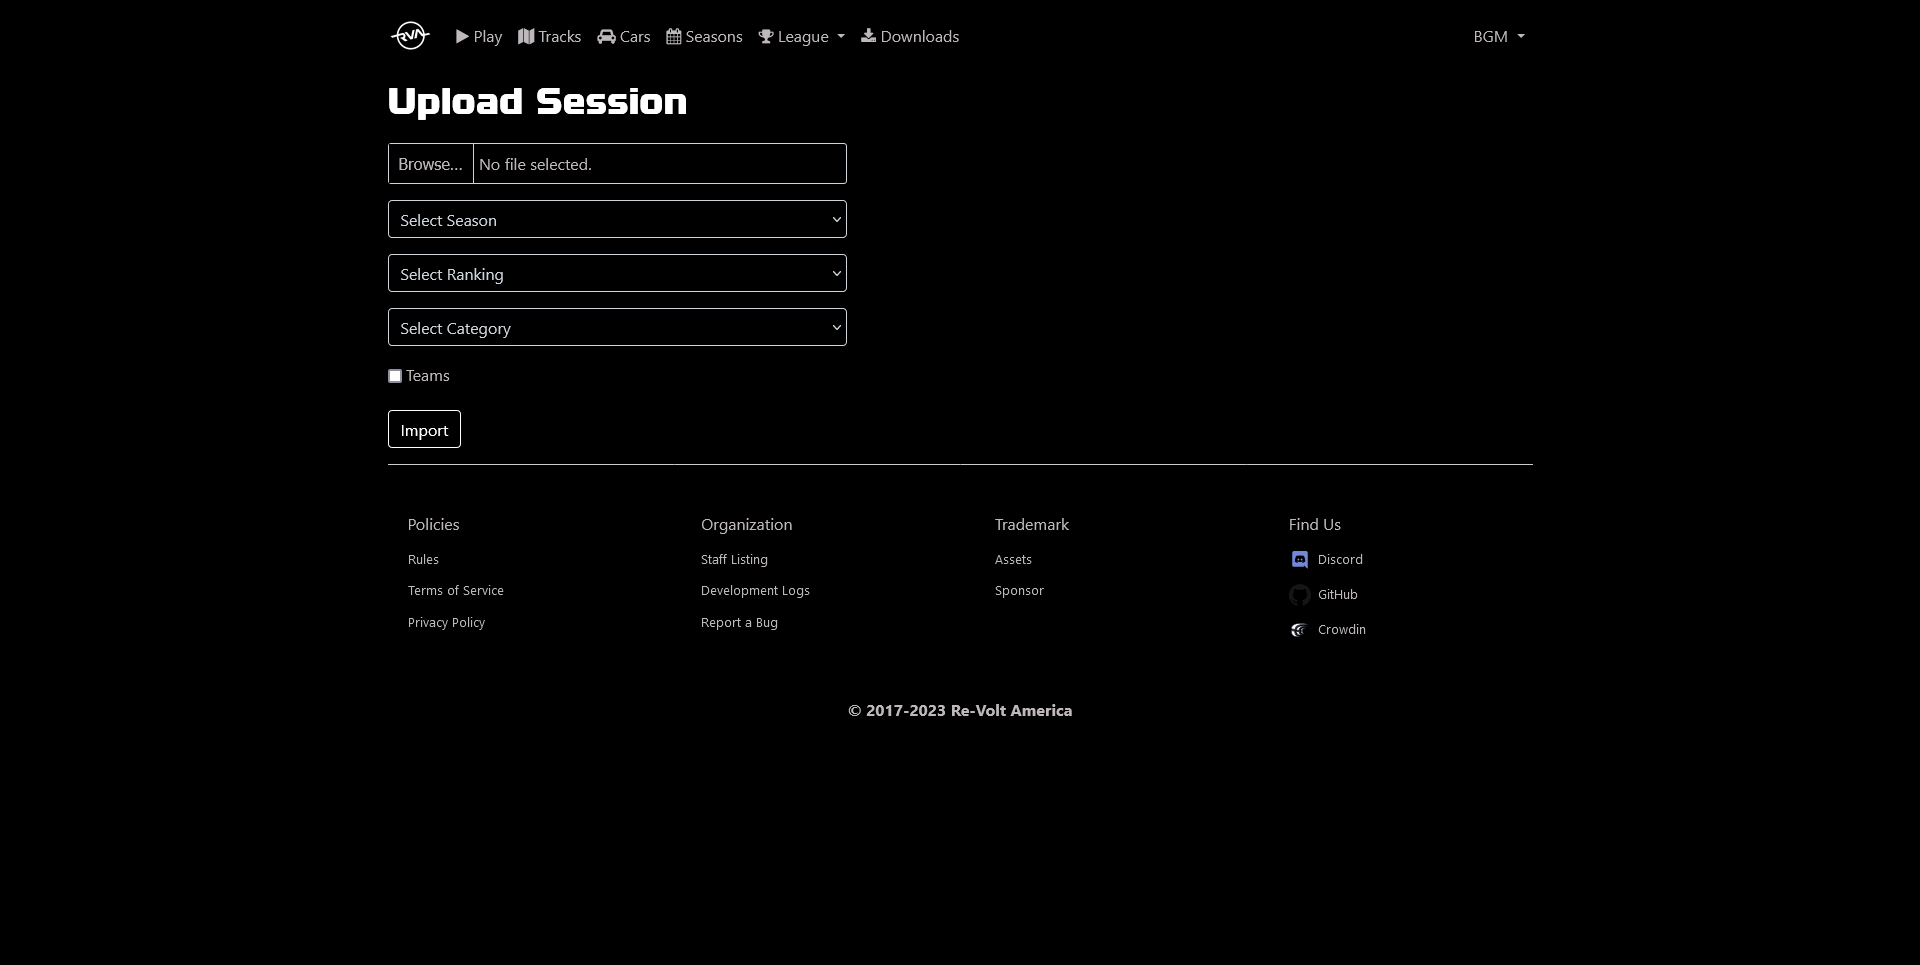 RVA Play Tracks Cars Seasons League Downloads BGM
Upload Session
Browse... No file selected.
Select Season
Select Ranking
Select Category
Teams
Import
Policies Organization Trademark Find Us
Rules Staff Listing Assets Discord
Terms of Service Development Logs Sponsor GitHub
Privacy Policy Report a Bug Crowdin
© 2017-2023 Re-Volt America